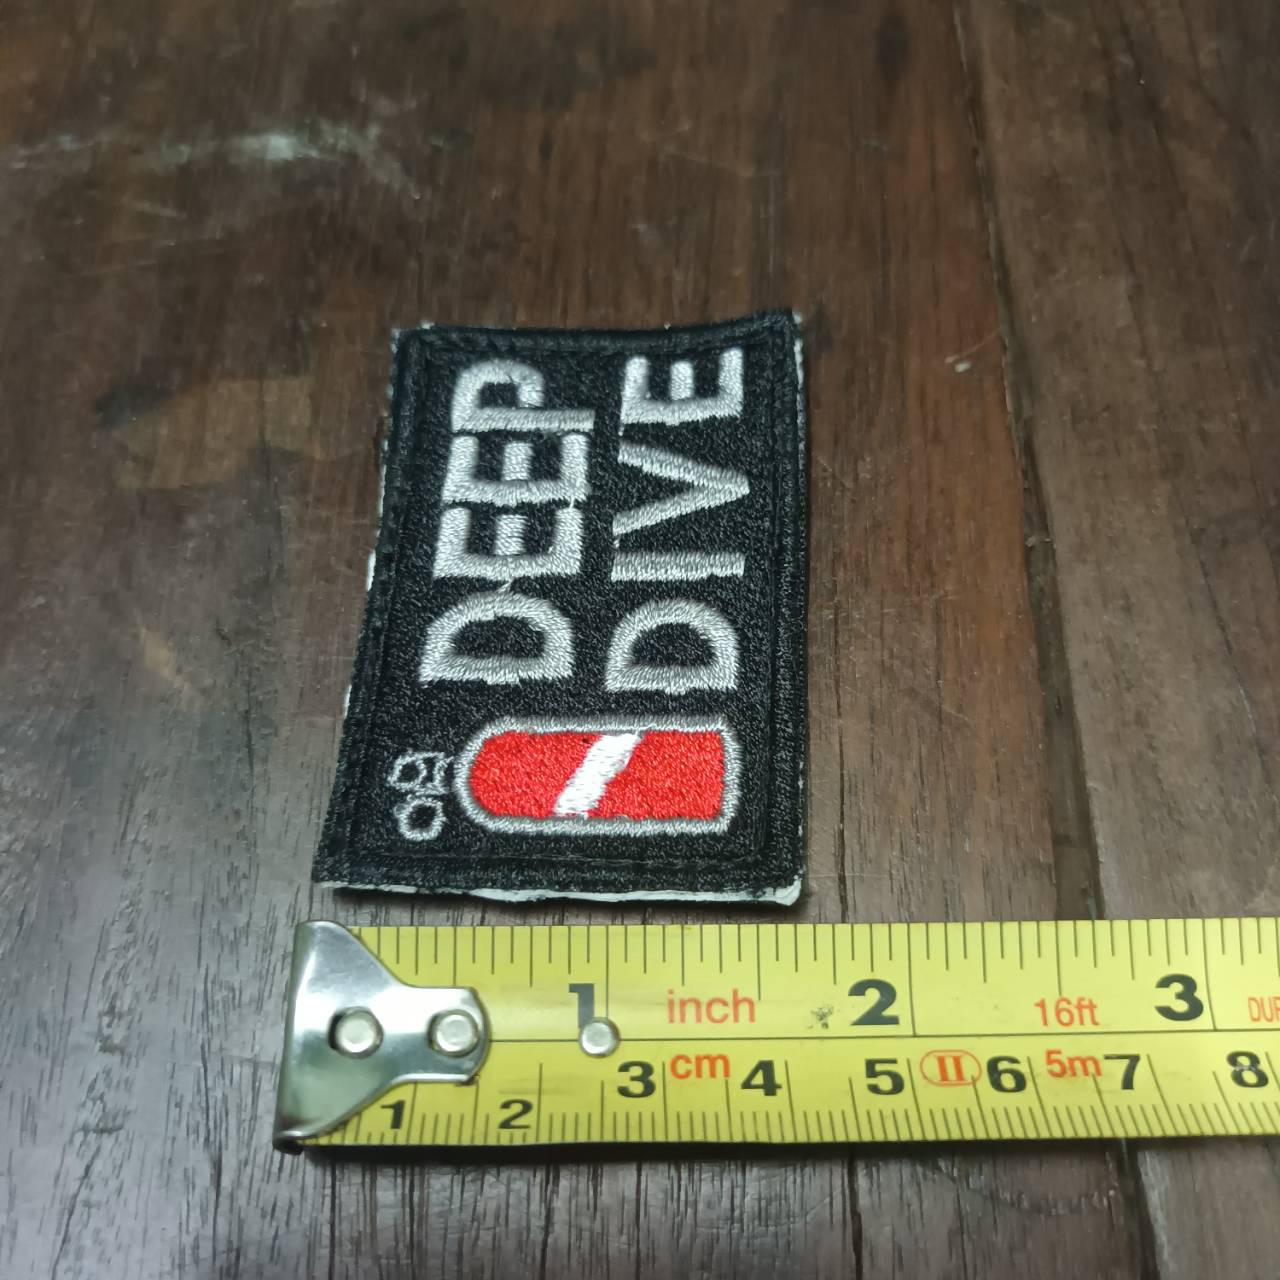 DEEP
DIVE
1 inch 2 16ft 3
1 2 3 cm 4 5 II 6 5m 7 8